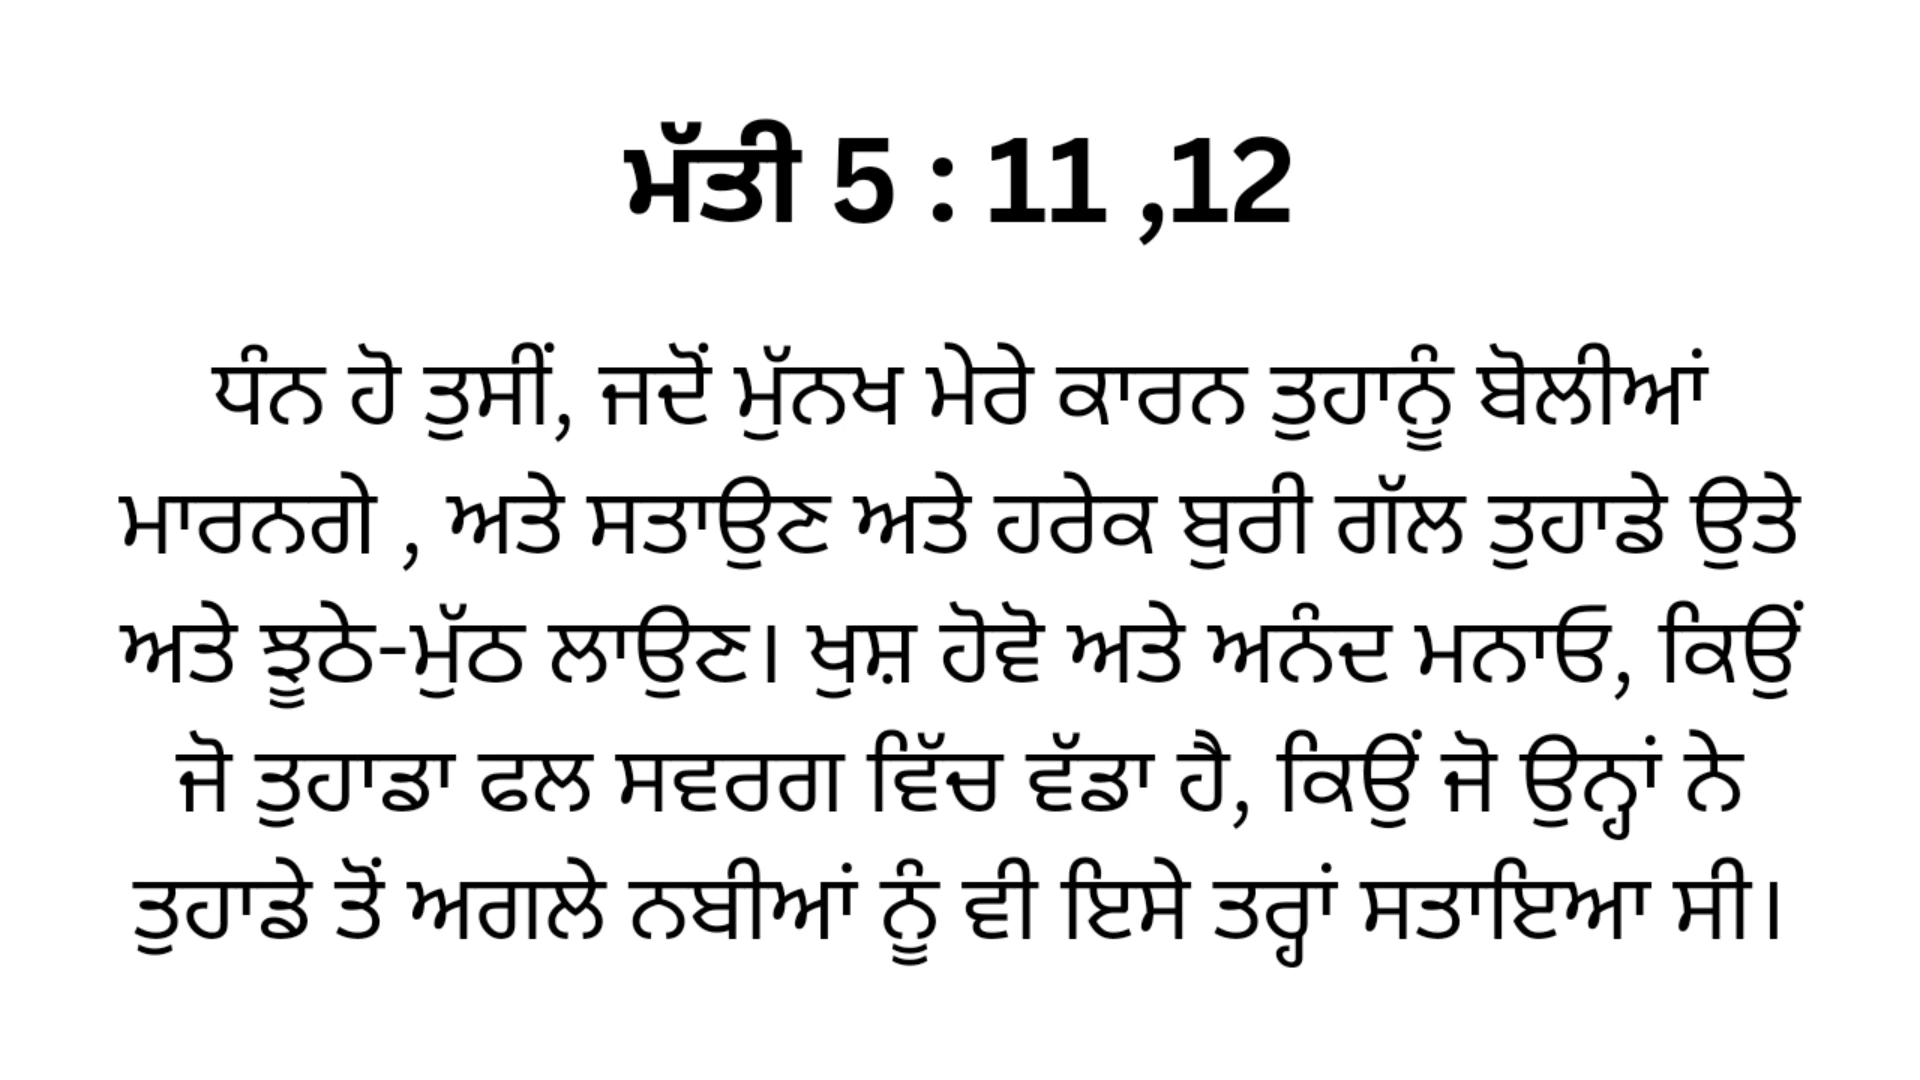 ਮੱਤੀ 5 : 11 ,12
ਧੰਨ ਹੋ ਤੁਸੀਂ, ਜਦੋਂ ਮੁੱਨਖ ਮੇਰੇ ਕਾਰਨ ਤੁਹਾਨੂੰ ਬੋਲੀਆਂ
ਮਾਰਨਗੇ , ਅਤੇ ਸਤਾਉਣ ਅਤੇ ਹਰੇਕ ਬੁਰੀ ਗੱਲ ਤੁਹਾਡੇ ਉਤੇ
ਅਤੇ ਝੂਠੇ-ਮੁੱਠ ਲਾਉਣ। ਖੁਸ਼ ਹੋਵੋ ਅਤੇ ਅਨੰਦ ਮਨਾਓ, ਕਿਉਂ
ਜੋ ਤੁਹਾਡਾ ਫਲ ਸਵਰਗ ਵਿੱਚ ਵੱਡਾ ਹੈ, ਕਿਉਂ ਜੋ ਉਨ੍ਹਾਂ ਨੇ
ਤੁਹਾਡੇ ਤੋਂ ਅਗਲੇ ਨਬੀਆਂ ਨੂੰ ਵੀ ਇਸੇ ਤਰ੍ਹਾਂ ਸਤਾਇਆ ਸੀ।